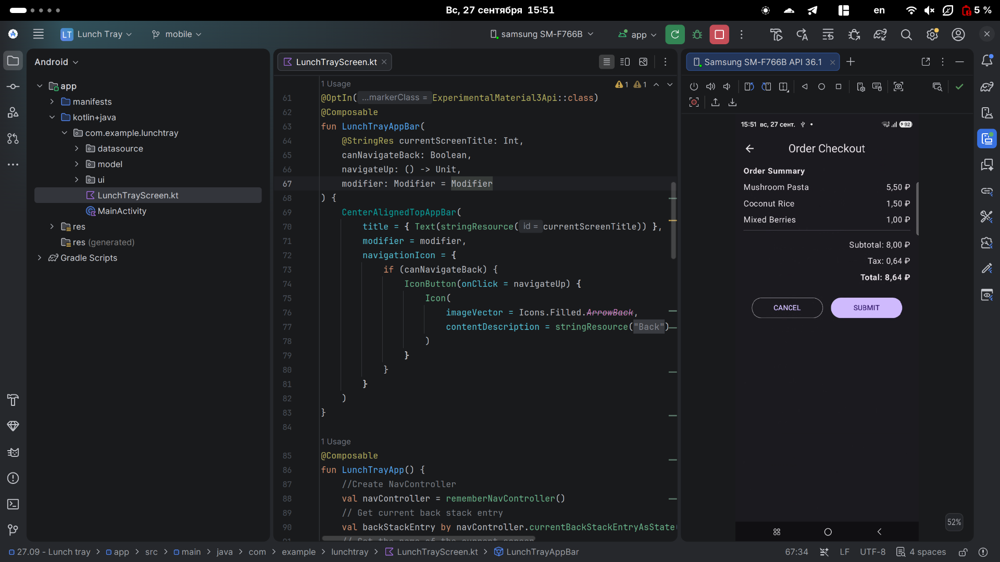 Вс, 27 сентября 15:51
en
5 %
LT Lunch Tray
mobile
samsung SM-F766B
app
Android
app
manifests
kotlin+java
com.example.lunchtray
datasource
model
ui
LunchTrayScreen.kt
MainActivity
res
res (generated)
Gradle Scripts
LunchTrayScreen.kt
1 Usage
1 1
61 @OptIn( ...markerClass = ExperimentalMaterial3Api::class)
62 @Composable
63 fun LunchTrayAppBar(
64 @StringRes currentScreenTitle: Int,
65 canNavigateBack: Boolean,
66 navigateUp: () -> Unit,
67 modifier: Modifier = Modifier
68 ) {
69 CenterAlignedTopAppBar(
70 title = { Text(stringResource( id = currentScreenTitle)) },
71 modifier = modifier,
72 navigationIcon = {
73 if (canNavigateBack) {
74 IconButton(onClick = navigateUp) {
75 Icon(
76 imageVector = Icons.Filled.ArrowBack,
77 contentDescription = stringResource("Back")
78 )
79 }
80 }
81 }
82 )
83 }
84
1 Usage
85 @Composable
86 fun LunchTrayApp() {
87 //Create NavController
88 val navController = rememberNavController()
89 // Get current back stack entry
90 val backStackEntry by navController.currentBackStackEntryAsState(
Samsung SM-F766B API 36.1
15:51 вс, 27 сент.
92
Order Checkout
Order Summary
Mushroom Pasta 5,50 ₽
Coconut Rice 1,50 ₽
Mixed Berries 1,00 ₽
Subtotal: 8,00 ₽
Tax: 0,64 ₽
Total: 8,64 ₽
CANCEL
SUBMIT
52%
27.09 - Lunch tray > app > src > main > java > com > example > lunchtray > LunchTrayScreen.kt > LunchTrayAppBar
67:34 LF UTF-8 4 spaces